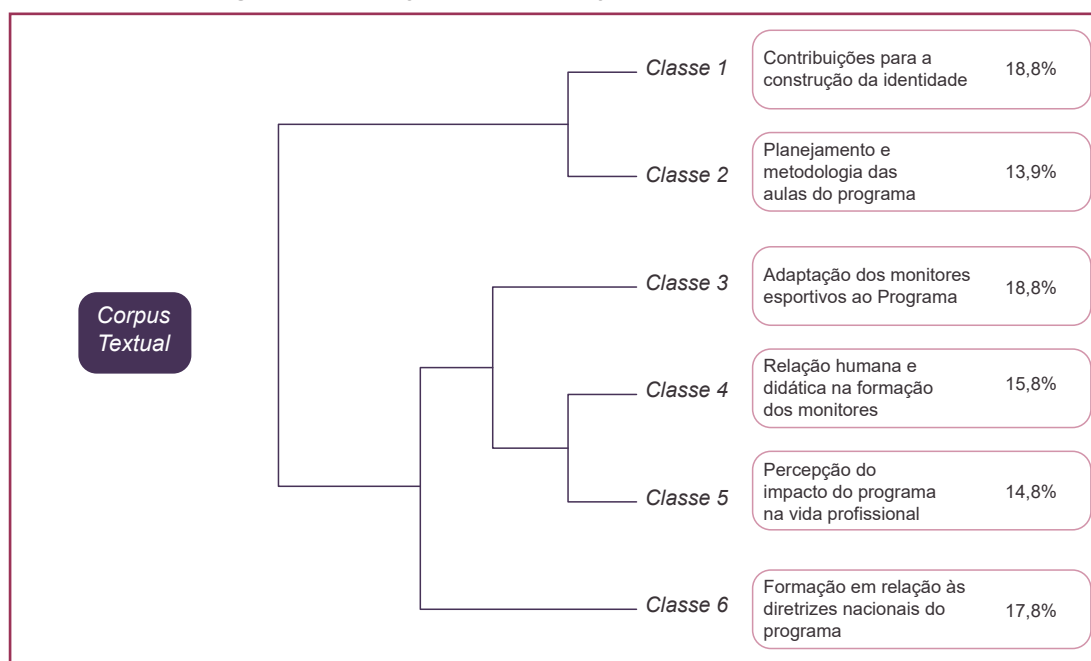 Classe 1
Contribuições para a
construção da identidade
18,8%
Classe 2
Planejamento e
metodologia das
aulas do programa
13,9%
Classe 3
Adaptação dos monitores
esportivos ao Programa
18,8%
Corpus
Textual
Classe 4
Relação humana e
didática na formação
dos monitores
15,8%
Classe 5
Percepção do
impacto do programa
na vida profissional
14,8%
Classe 6
Formação em relação às
diretrizes nacionais do
programa
17,8%